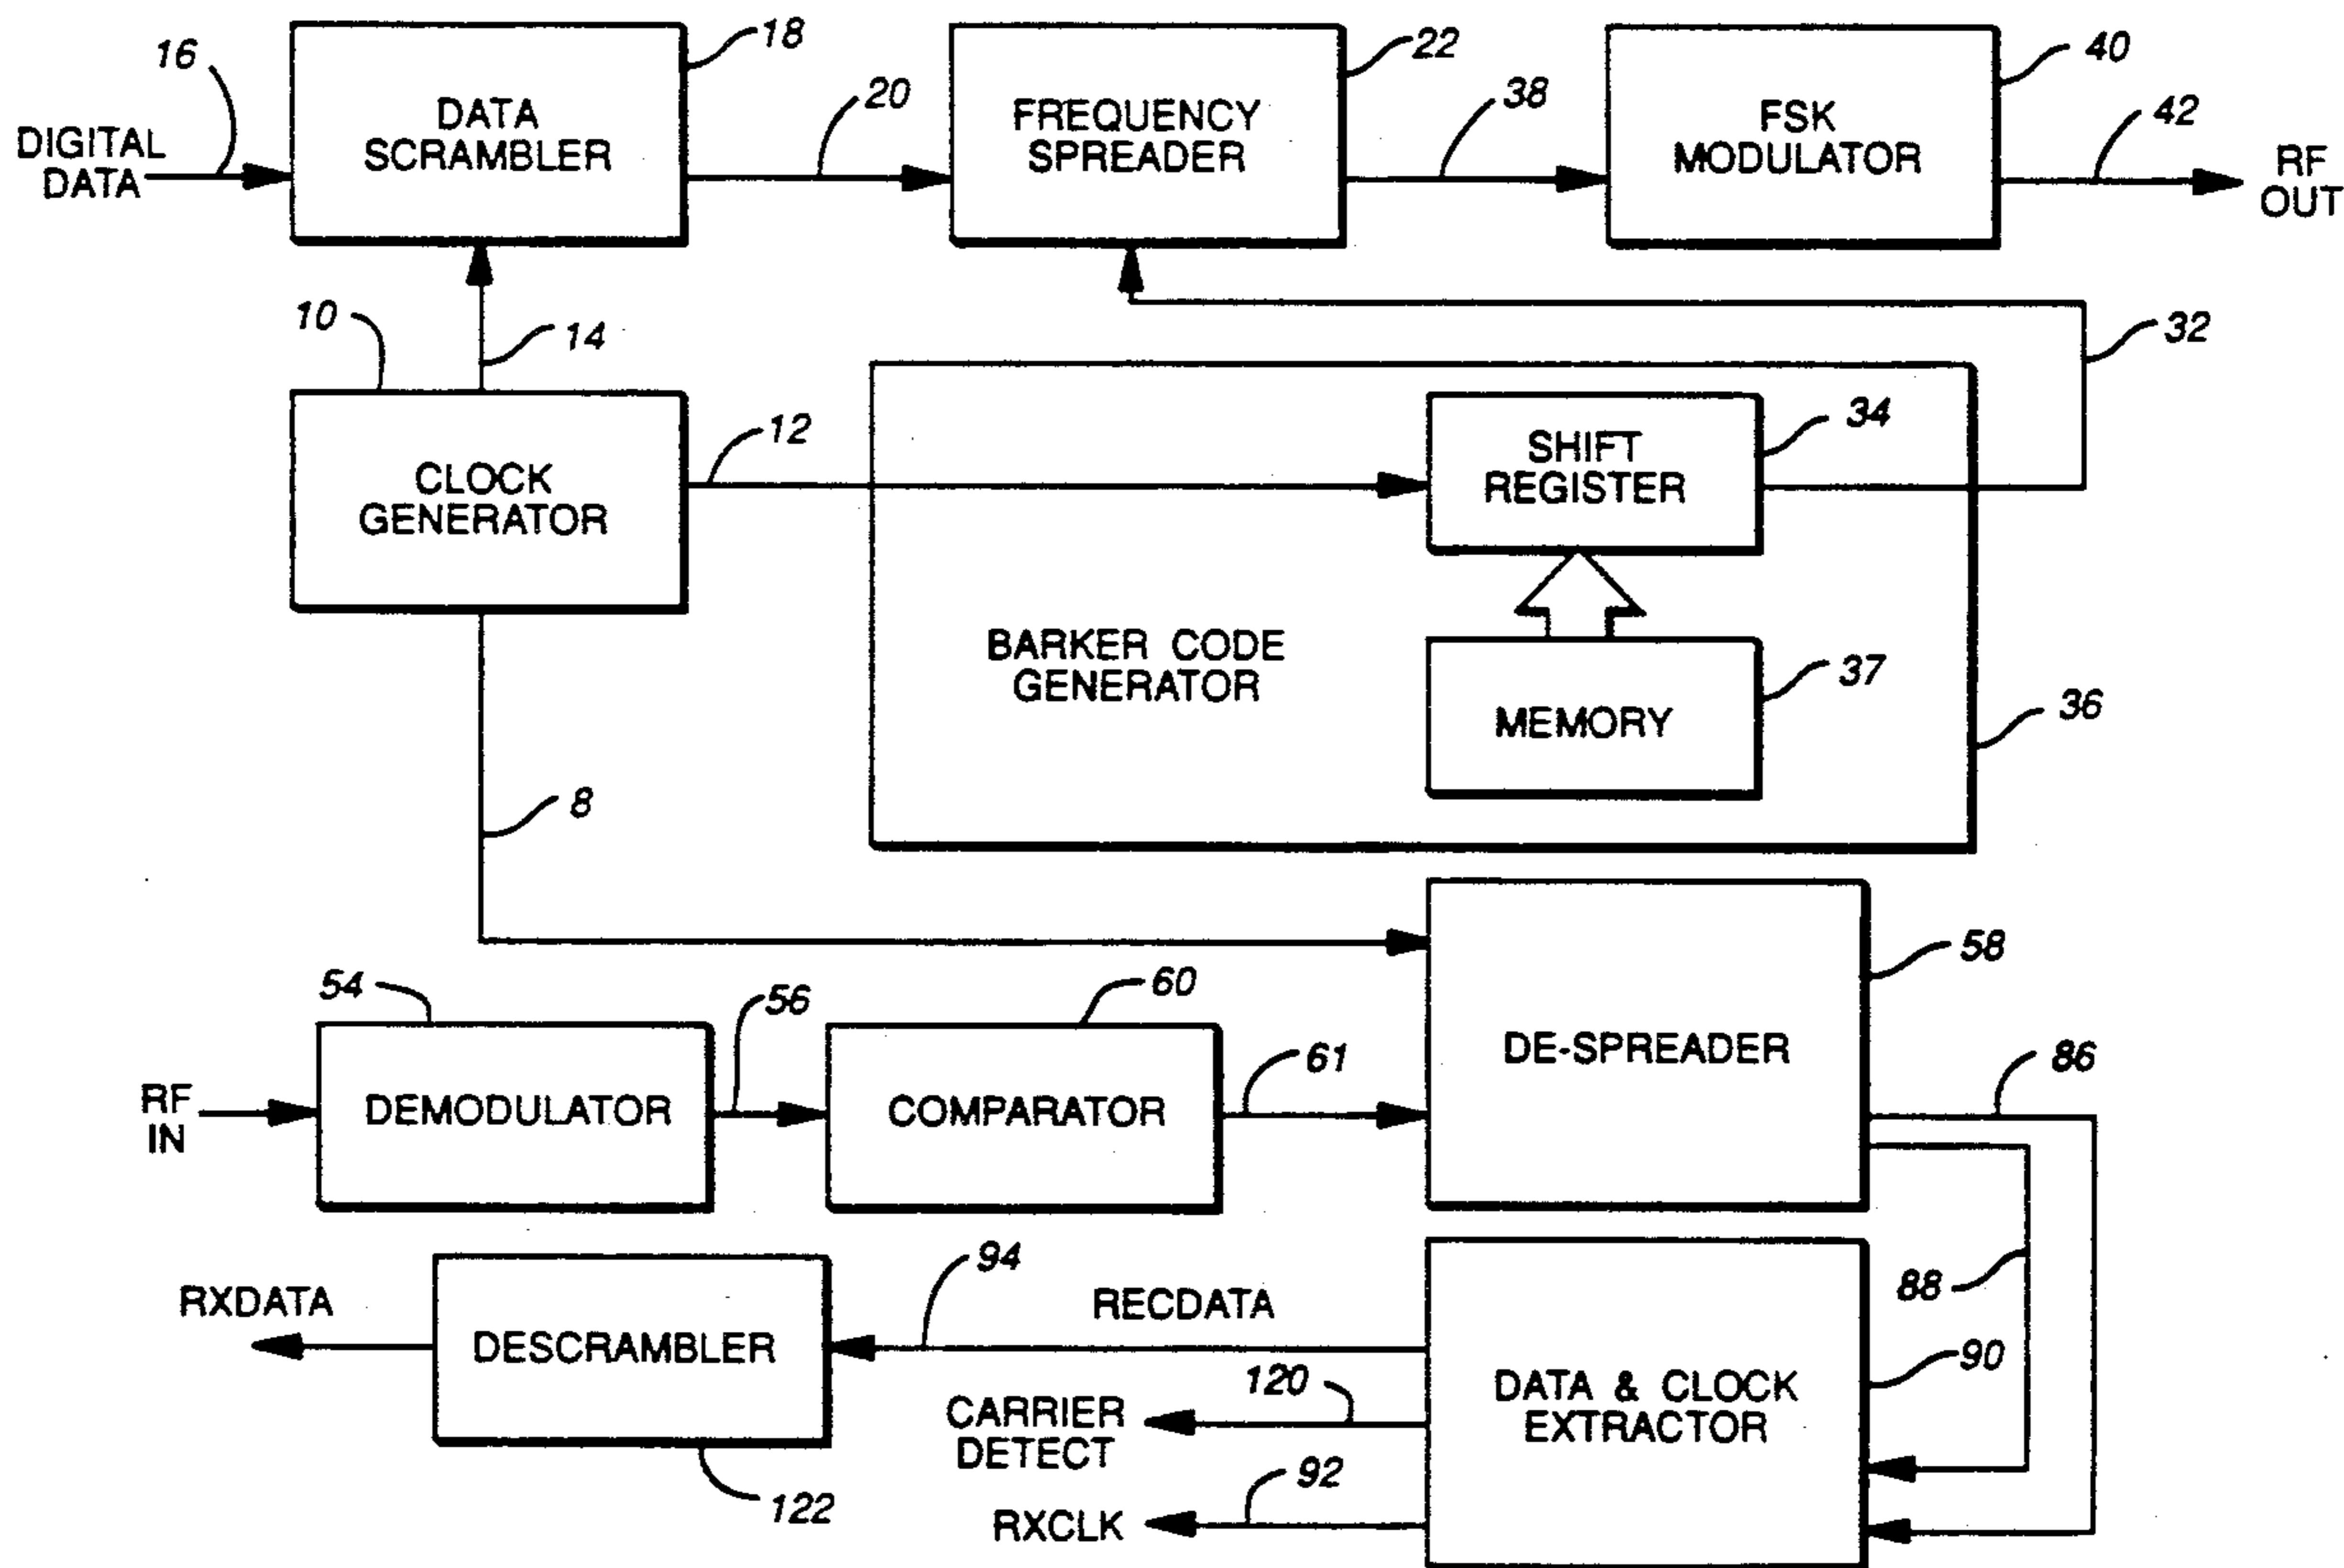 18
16
22
40
DATA
SCRAMBLER
20
FREQUENCY
SPREADER
38
FSK
MODULATOR
42
DIGITAL
DATA
RF
OUT
10
14
32
12
34
CLOCK
GENERATOR
SHIFT
REGISTER
BARKER CODE
GENERATOR
37
MEMORY
36
8
58
54
56
60
DE-SPREADER
61
86
RF
IN
DEMODULATOR
COMPARATOR
94
88
RXDATA
RECDATA
DESCRAMBLER
90
120
DATA & CLOCK
EXTRACTOR
CARRIER
DETECT
92
122
RXCLK